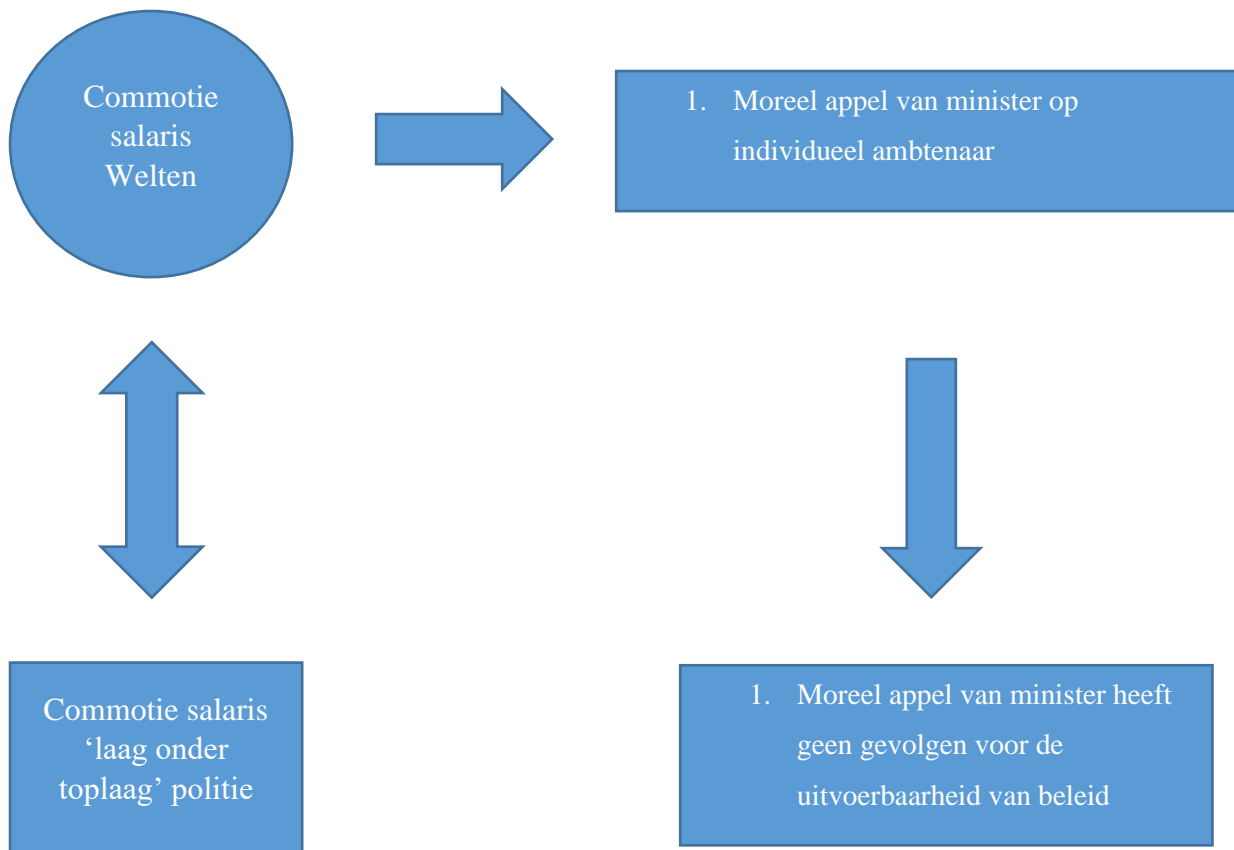 Commotie
salaris
Welten
1. Moreel appel van minister op
individueel ambtenaar
Commotie salaris
‘laag onder
toplaag’ politie
1. Moreel appel van minister heeft
geen gevolgen voor de
uitvoerbaarheid van beleid